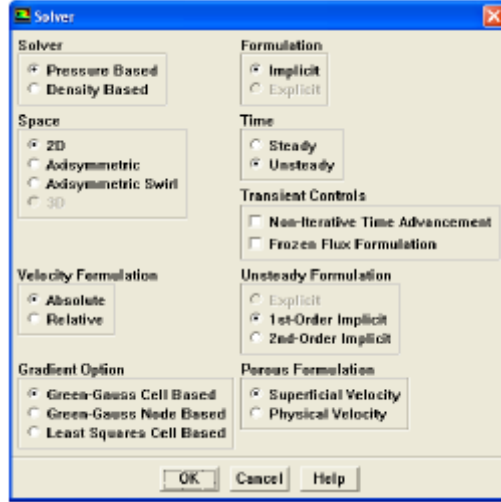 Solver
Solver
Pressure Based
Density Based
Formulation
Implicit
Explicit
Space
2D
Axisymmetric
Axisymmetric Swirl
3D
Time
Steady
Unsteady
Transient Controls
Non-Iterative Time Advancement
Frozen Flux Formulation
Velocity Formulation
Absolute
Relative
Unsteady Formulation
Explicit
1st-Order Implicit
2nd-Order Implicit
Gradient Option
Green-Gauss Cell Based
Green-Gauss Node Based
Least Squares Cell Based
Porous Formulation
Superficial Velocity
Physical Velocity
OK
Cancel
Help